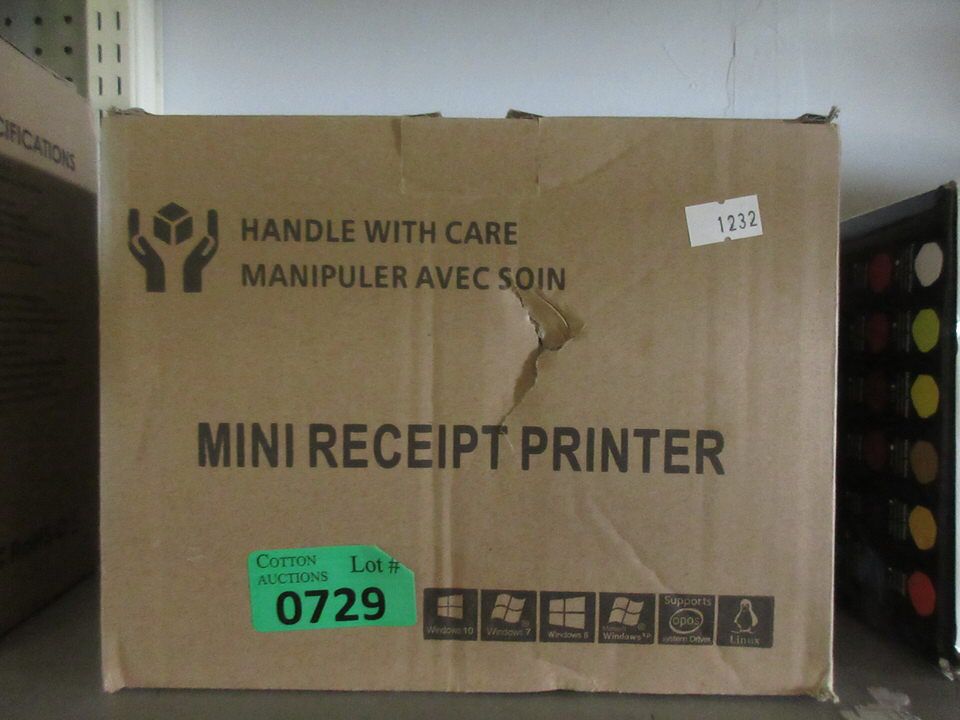 CIFICATIONS
HANDLE WITH CARE
MANIPULER AVEC SOIN
1232
MINI RECEIPT PRINTER
COTTON
AUCTIONS
Lot #
0729
Windows 10
Windows 7
Windows 8
Microsoft
Windows XP
Supports
opos
system Driver
Linux